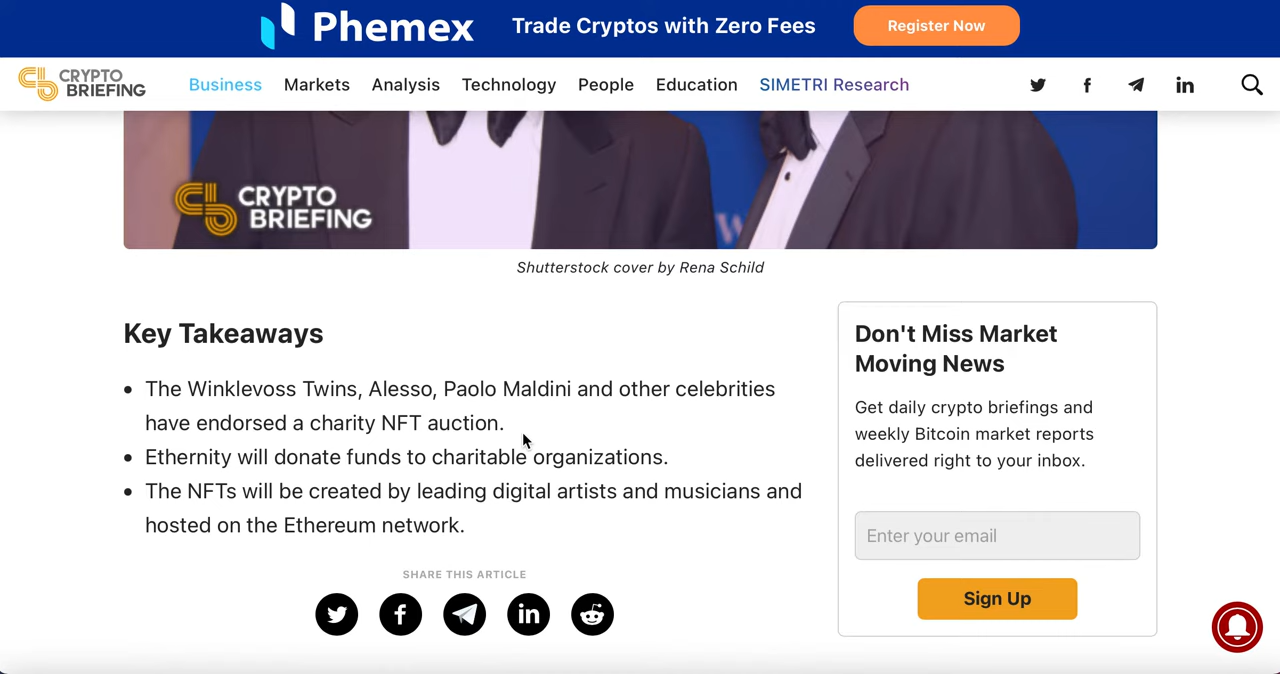 Phemex
Trade Cryptos with Zero Fees
Register Now
CRYPTO
BRIEFING
Business Markets Analysis Technology People Education SIMETRI Research
CRYPTO
BRIEFING
Shutterstock cover by Rena Schild
Key Takeaways
• The Winklevoss Twins, Alesso, Paolo Maldini and other celebrities
have endorsed a charity NFT auction.
• Ethernity will donate funds to charitable organizations.
• The NFTs will be created by leading digital artists and musicians and
hosted on the Ethereum network.
SHARE THIS ARTICLE
Don't Miss Market
Moving News
Get daily crypto briefings and
weekly Bitcoin market reports
delivered right to your inbox.
Enter your email
Sign Up